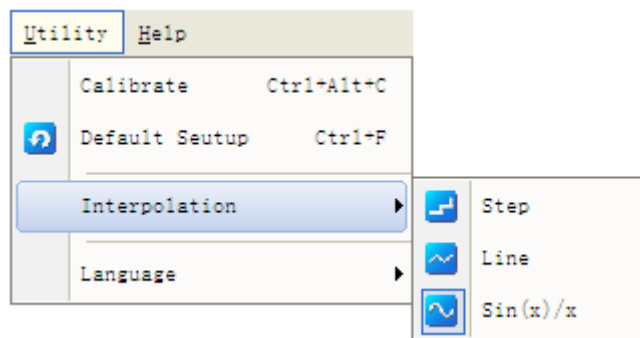 Utility Help
Calibrate Ctrl+Alt+C
Default Seutup Ctrl+F
Interpolation
Step
Line
Language
Sin(x)/x